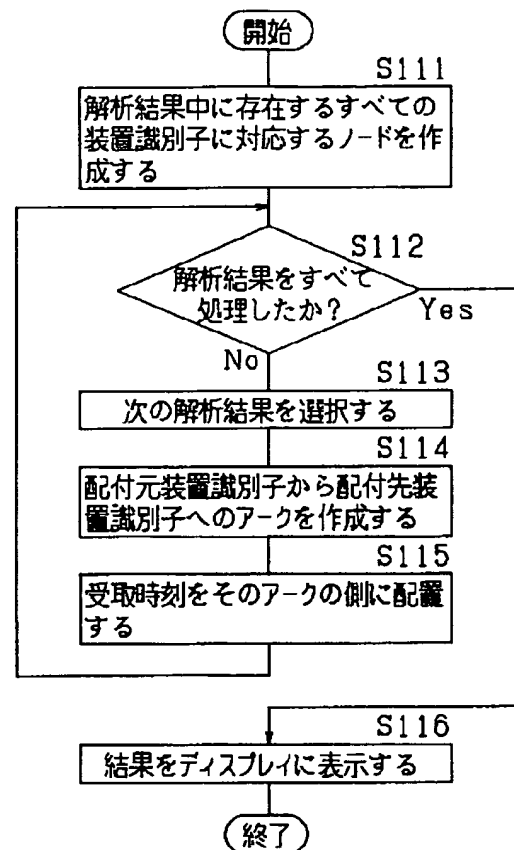 開始
S111
解析結果中に存在するすべての
装置識別子に対応するノードを作
成する
S112
解析結果をすべて
処理したか？
Yes
No
S113
次の解析結果を選択する
S114
配付元装置識別子から配付先装
置識別子へのアークを作成する
S115
受取時刻をそのアークの側に配置
する
S116
結果をディスプレイに表示する
終了